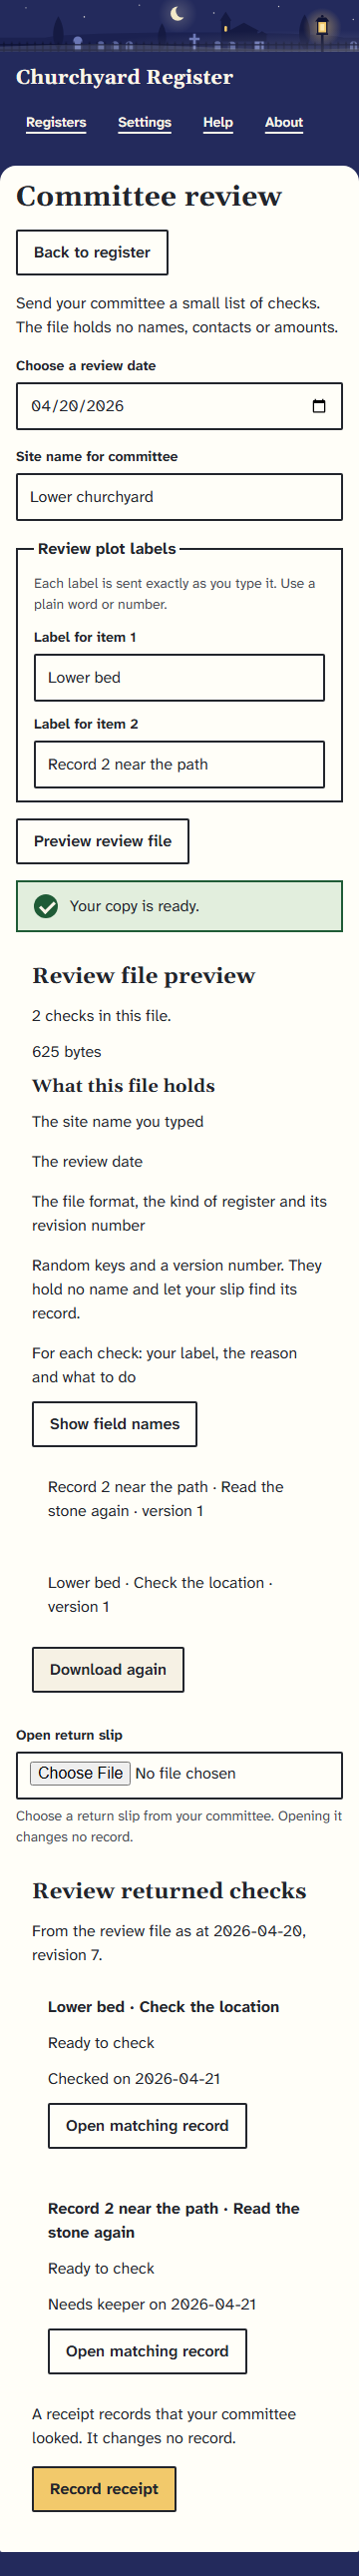 Churchyard Register
Registers Settings Help About
Committee review
Back to register
Send your committee a small list of checks.
The file holds no names, contacts or amounts.
Choose a review date
04/20/2026
Site name for committee
Lower churchyard
Review plot labels
Each label is sent exactly as you type it. Use a
plain word or number.
Label for item 1
Lower bed
Label for item 2
Record 2 near the path
Preview review file
Your copy is ready.
Review file preview
2 checks in this file.
625 bytes
What this file holds
The site name you typed
The review date
The file format, the kind of register and its
revision number
Random keys and a version number. They
hold no name and let your slip find its
record.
For each check: your label, the reason
and what to do
Show field names
Record 2 near the path · Read the
stone again · version 1
Lower bed · Check the location ·
version 1
Download again
Open return slip
Choose File No file chosen
Choose a return slip from your committee. Opening it
changes no record.
Review returned checks
From the review file as at 2026-04-20,
revision 7.
Lower bed · Check the location
Ready to check
Checked on 2026-04-21
Open matching record
Record 2 near the path · Read the
stone again
Ready to check
Needs keeper on 2026-04-21
Open matching record
A receipt records that your committee
looked. It changes no record.
Record receipt